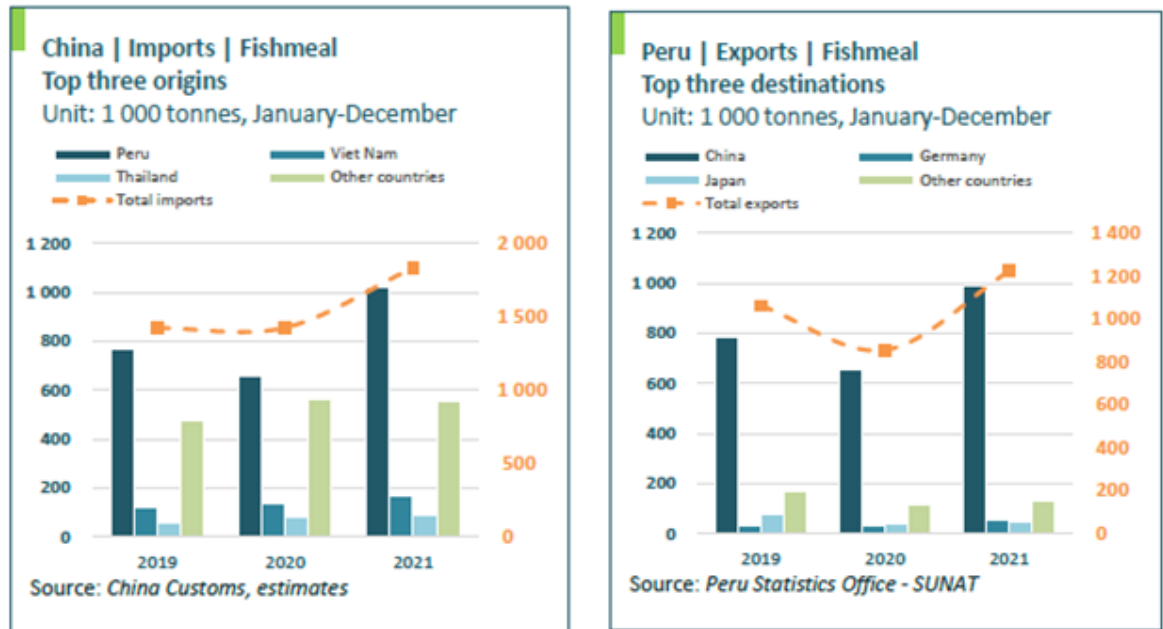 China | Imports | Fishmeal
Top three origins
Unit: 1 000 tonnes, January-December
Peru
Viet Nam
Thailand
Other countries
Total imports
1 200
1 000
800
600
400
200
0
2 000
1 500
1 000
500
0
2019
2020
2021
Source: China Customs, estimates
Peru | Exports | Fishmeal
Top three destinations
Unit: 1 000 tonnes, January-December
China
Germany
Japan
Other countries
Total exports
1 200
1 000
800
600
400
200
0
1 400
1 200
1 000
800
600
400
200
0
2019
2020
2021
Source: Peru Statistics Office - SUNAT